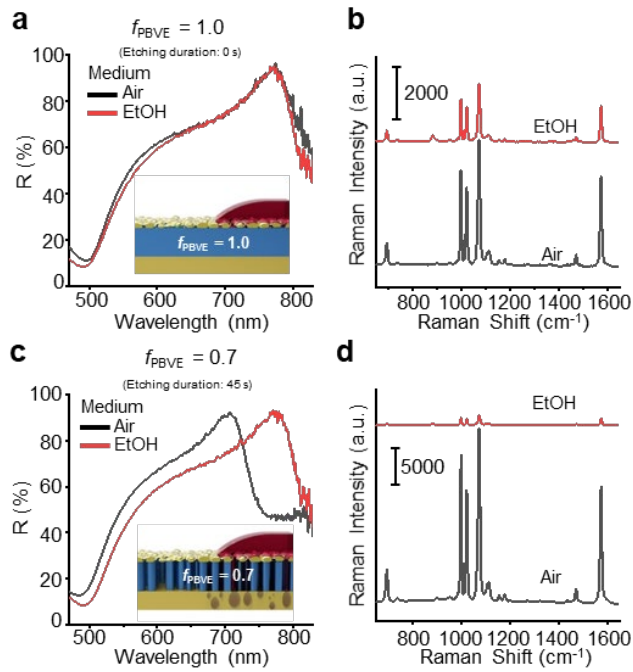 a
f_PBVE = 1.0
(Etching duration: 0 s)
100
80
60
40
20
0
R (%)
Medium
Air
EtOH
f_PBVE = 1.0
500 600 700 800
Wavelength (nm)
b
2000
EtOH
Air
Raman Intensity (a.u.)
800 1000 1200 1400 1600
Raman Shift (cm⁻¹)
c
f_PBVE = 0.7
(Etching duration: 45 s)
100
80
60
40
20
0
R (%)
Medium
Air
EtOH
f_PBVE = 0.7
500 600 700 800
Wavelength (nm)
d
EtOH
5000
Air
Raman Intensity (a.u.)
800 1000 1200 1400 1600
Raman Shift (cm⁻¹)